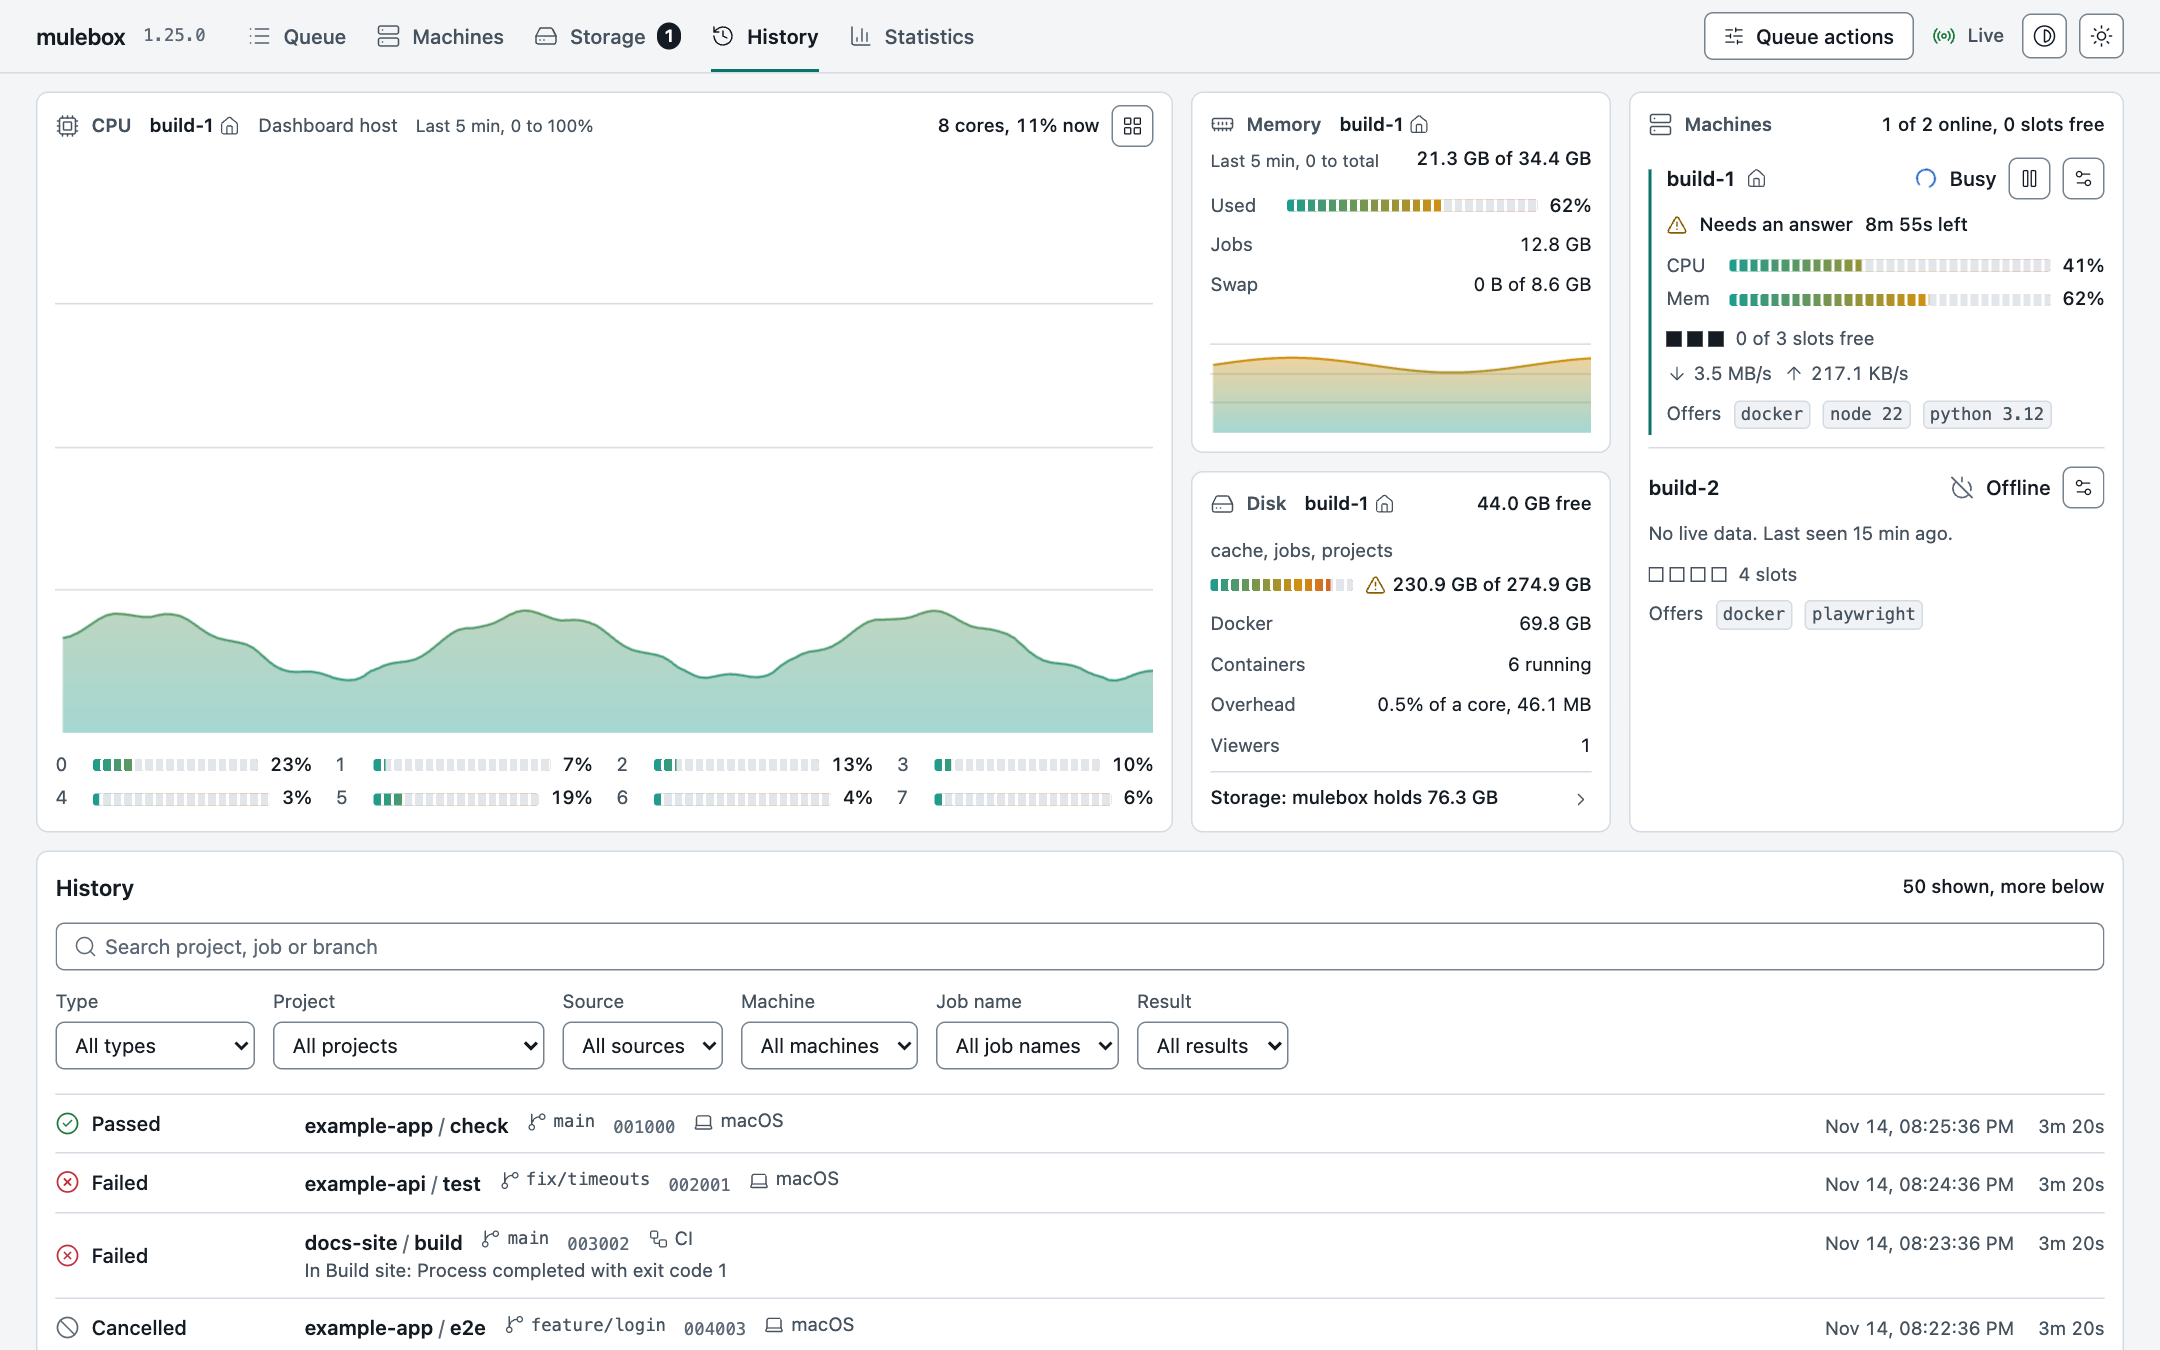 mulebox 1.25.0 Queue Machines Storage 1 History Statistics Queue actions Live
CPU build-1 Dashboard host Last 5 min, 0 to 100% 8 cores, 11% now
0 23% 1 7% 2 13% 3 10%
4 3% 5 19% 6 4% 7 6%
Memory build-1
Last 5 min, 0 to total 21.3 GB of 34.4 GB
Used 62%
Jobs 12.8 GB
Swap 0 B of 8.6 GB
Disk build-1 44.0 GB free
cache, jobs, projects
230.9 GB of 274.9 GB
Docker 69.8 GB
Containers 6 running
Overhead 0.5% of a core, 46.1 MB
Viewers 1
Storage: mulebox holds 76.3 GB
Machines 1 of 2 online, 0 slots free
build-1 Busy
Needs an answer 8m 55s left
CPU 41%
Mem 62%
0 of 3 slots free
3.5 MB/s 217.1 KB/s
Offers docker node 22 python 3.12
build-2 Offline
No live data. Last seen 15 min ago.
4 slots
Offers docker playwright
History 50 shown, more below
Search project, job or branch
Type Project Source Machine Job name Result
All types All projects All sources All machines All job names All results
Passed example-app / check main 001000 macOS Nov 14, 08:25:36 PM 3m 20s
Failed example-api / test fix/timeouts 002001 macOS Nov 14, 08:24:36 PM 3m 20s
Failed docs-site / build main 003002 CI Nov 14, 08:23:36 PM 3m 20s
In Build site: Process completed with exit code 1
Cancelled example-app / e2e feature/login 004003 macOS Nov 14, 08:22:36 PM 3m 20s